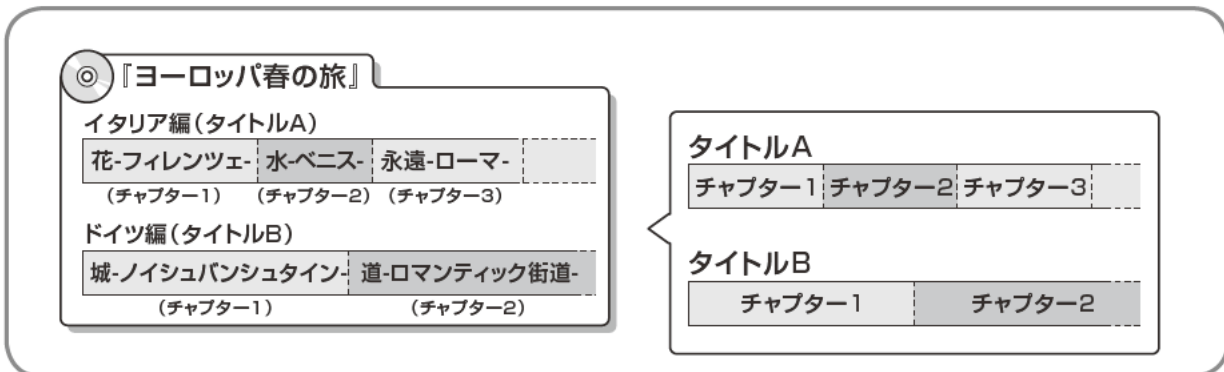 『ヨーロッパ春の旅』
イタリア編（タイトルA）
花-フィレンツェ- 水-ベニス- 永遠-ローマ-
（チャプター1） （チャプター2） （チャプター3）
ドイツ編（タイトルB）
城-ノイシュバンシュタイン- 道-ロマンティック街道-
（チャプター1） （チャプター2）
タイトルA
チャプター1 チャプター2 チャプター3
タイトルB
チャプター1 チャプター2